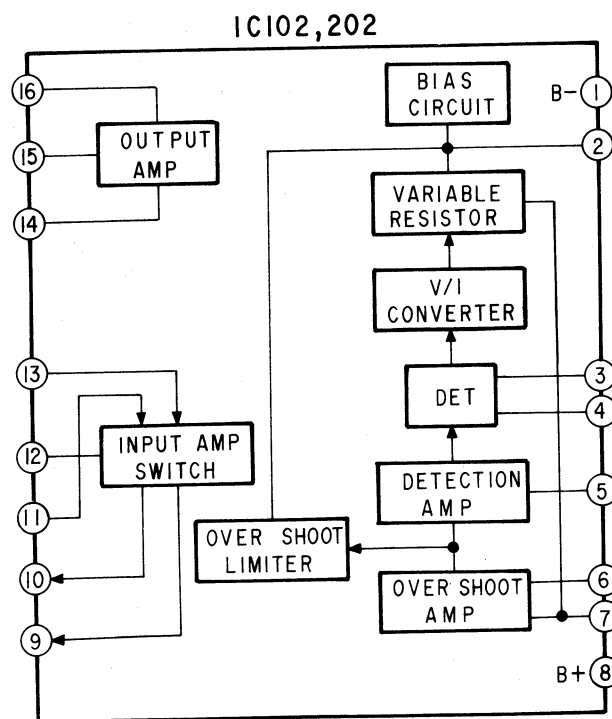 IC102,202
16
15
14
13
12
11
10
9
OUTPUT
AMP
INPUT AMP
SWITCH
OVER SHOOT
LIMITER
BIAS
CIRCUIT
VARIABLE
RESISTOR
V/I
CONVERTER
DET
DETECTION
AMP
OVER SHOOT
AMP
B- 1
2
3
4
5
6
7
B+ 8